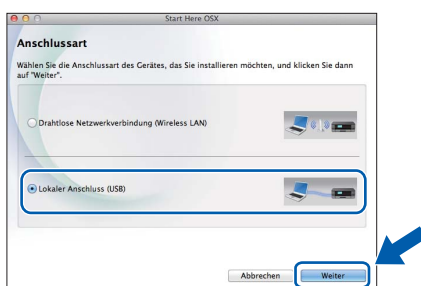 Start Here OSX
Anschlussart
Wählen Sie die Anschlussart des Gerätes, das Sie installieren möchten, und klicken Sie dann
auf "Weiter".
Drahtlose Netzwerkverbindung (Wireless LAN)
Lokaler Anschluss (USB)
Abbrechen
Weiter